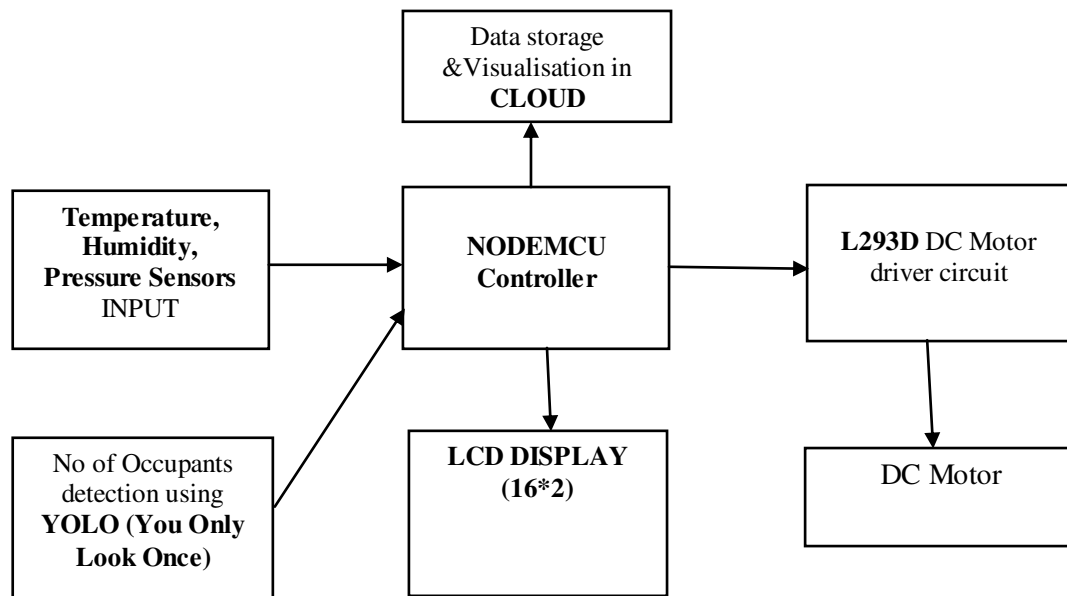 Data storage
&Visualisation in
CLOUD
Temperature,
Humidity,
Pressure Sensors
INPUT
NODEMCU
Controller
L293D DC Motor
driver circuit
No of Occupants
detection using
YOLO (You Only
Look Once)
LCD DISPLAY
(16*2)
DC Motor